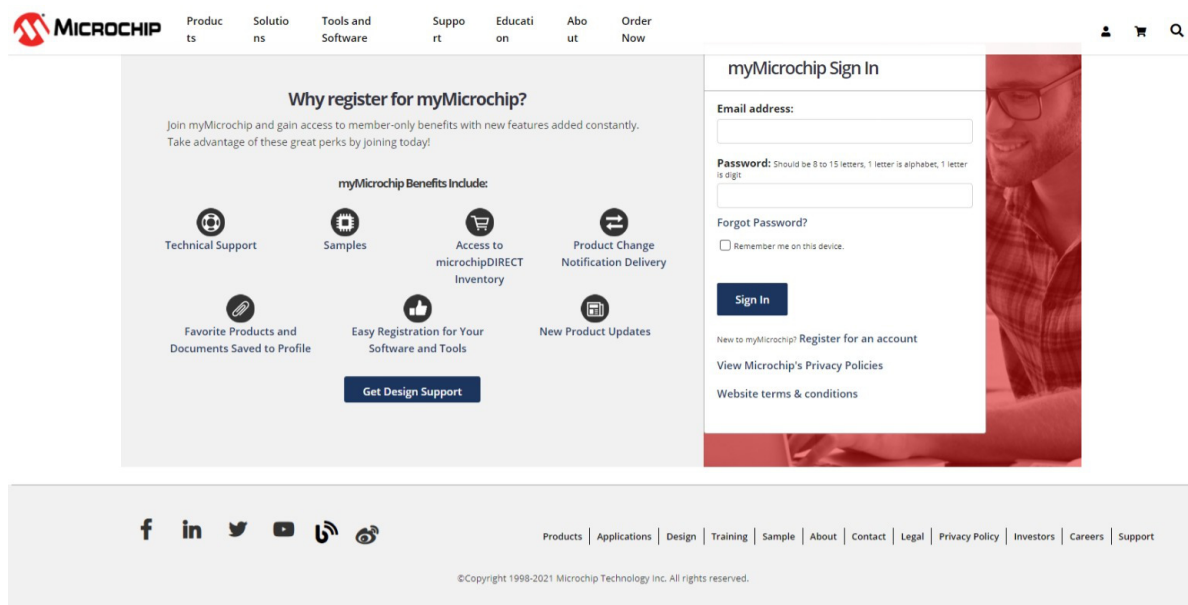 MICROCHIP
Produc
ts
Solutio
ns
Tools and
Software
Suppo
rt
Educati
on
Abo
ut
Order
Now
Why register for myMicrochip?
Join myMicrochip and gain access to member-only benefits with new features added constantly.
Take advantage of these great perks by joining today!
myMicrochip Benefits Include:
Technical Support
Samples
Access to
microchipDIRECT
Inventory
Product Change
Notification Delivery
Favorite Products and
Documents Saved to Profile
Easy Registration for Your
Software and Tools
New Product Updates
Get Design Support
myMicrochip Sign In
Email address:
Password: Should be 8 to 15 letters, 1 letter is alphabet, 1 letter
is digit
Forgot Password?
Remember me on this device.
Sign In
New to myMicrochip? Register for an account
View Microchip's Privacy Policies
Website terms & conditions
Products | Applications | Design | Training | Sample | About | Contact | Legal | Privacy Policy | Investors | Careers | Support
©Copyright 1998-2021 Microchip Technology Inc. All rights reserved.